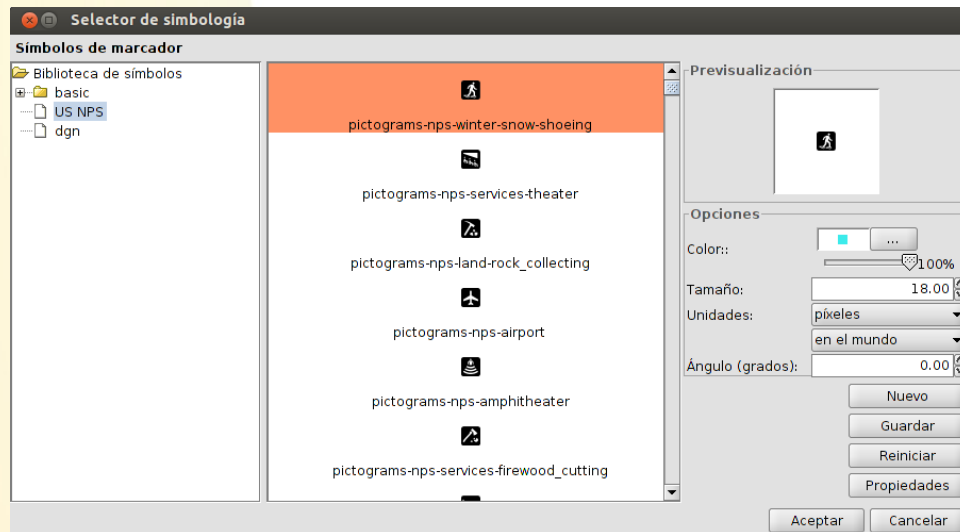 Selector de simbología
Símbolos de marcador
Biblioteca de símbolos
basic
US NPS
dgn
pictograms-nps-winter-snow-shoeing
pictograms-nps-services-theater
pictograms-nps-land-rock_collecting
pictograms-nps-airport
pictograms-nps-amphitheater
pictograms-nps-services-firewood_cutting
Previsualización
Opciones
Color::
...
100%
Tamaño:
18.00
Unidades:
píxeles
en el mundo
Ángulo (grados):
0.00
Nuevo
Guardar
Reiniciar
Propiedades
Aceptar
Cancelar